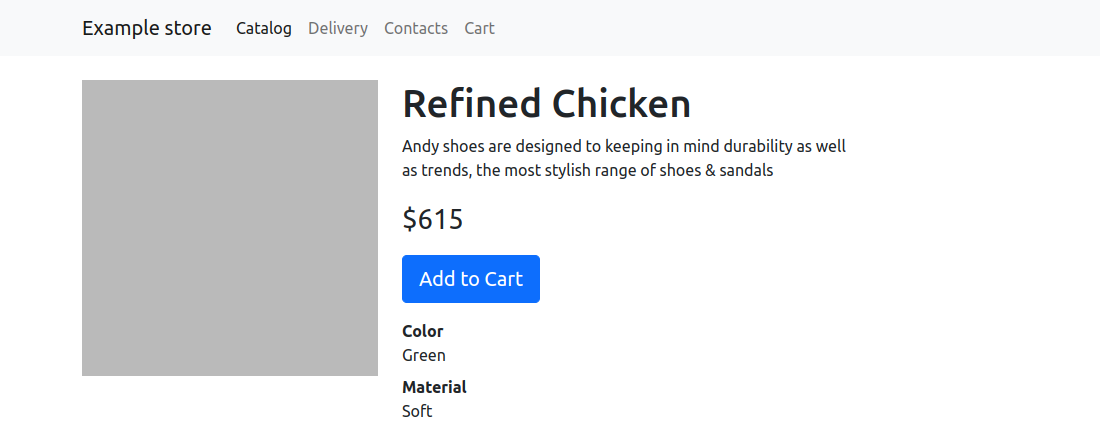 Example store Catalog Delivery Contacts Cart
Refined Chicken
Andy shoes are designed to keeping in mind durability as well
as trends, the most stylish range of shoes & sandals
$615
Add to Cart
Color
Green
Material
Soft